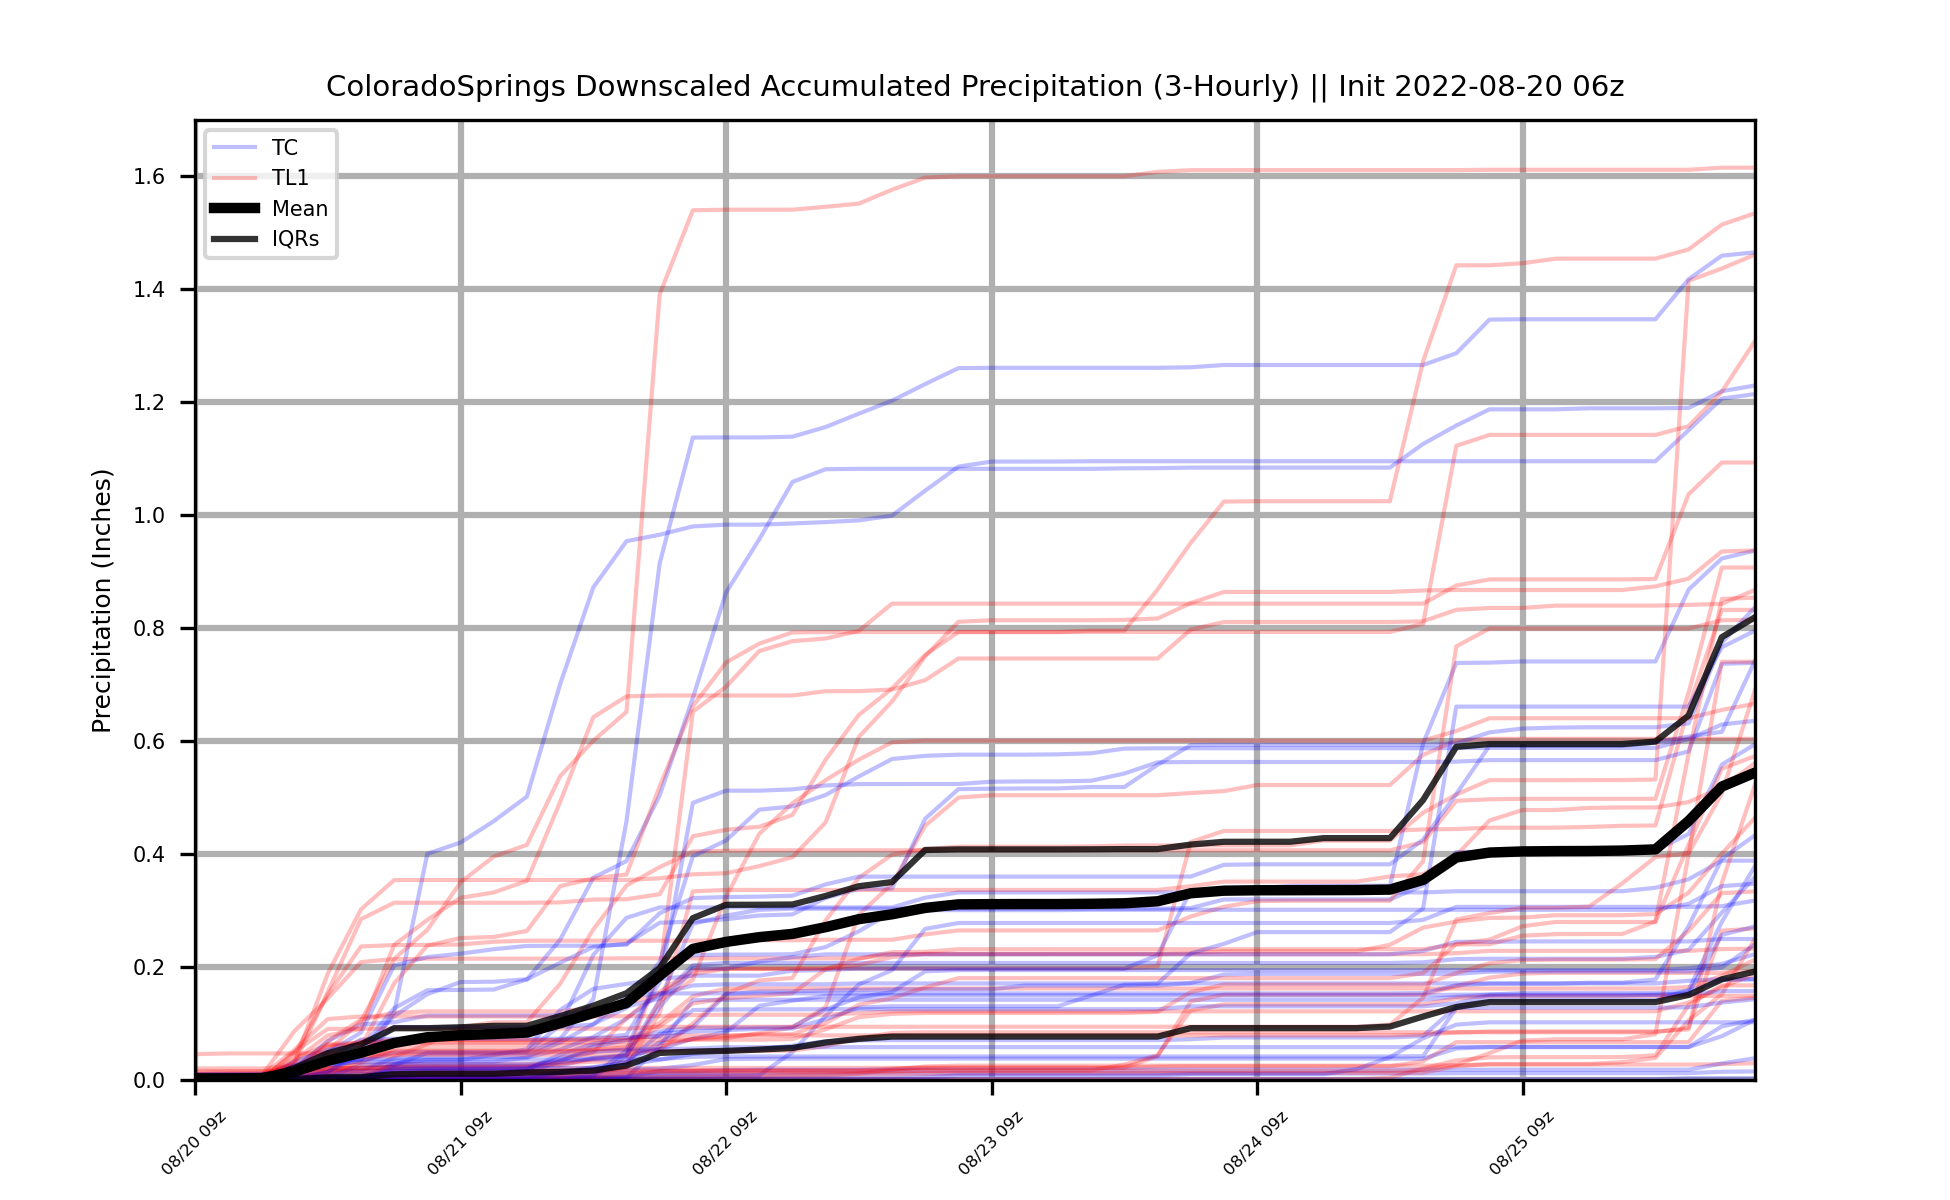 ColoradoSprings Downscaled Accumulated Precipitation (3-Hourly) || Init 2022-08-20 06z
TC
TL1
Mean
IQRs
Precipitation (Inches)
1.6
1.4
1.2
1.0
0.8
0.6
0.4
0.2
0.0
08/20 09z
08/21 09z
08/22 09z
08/23 09z
08/24 09z
08/25 09z